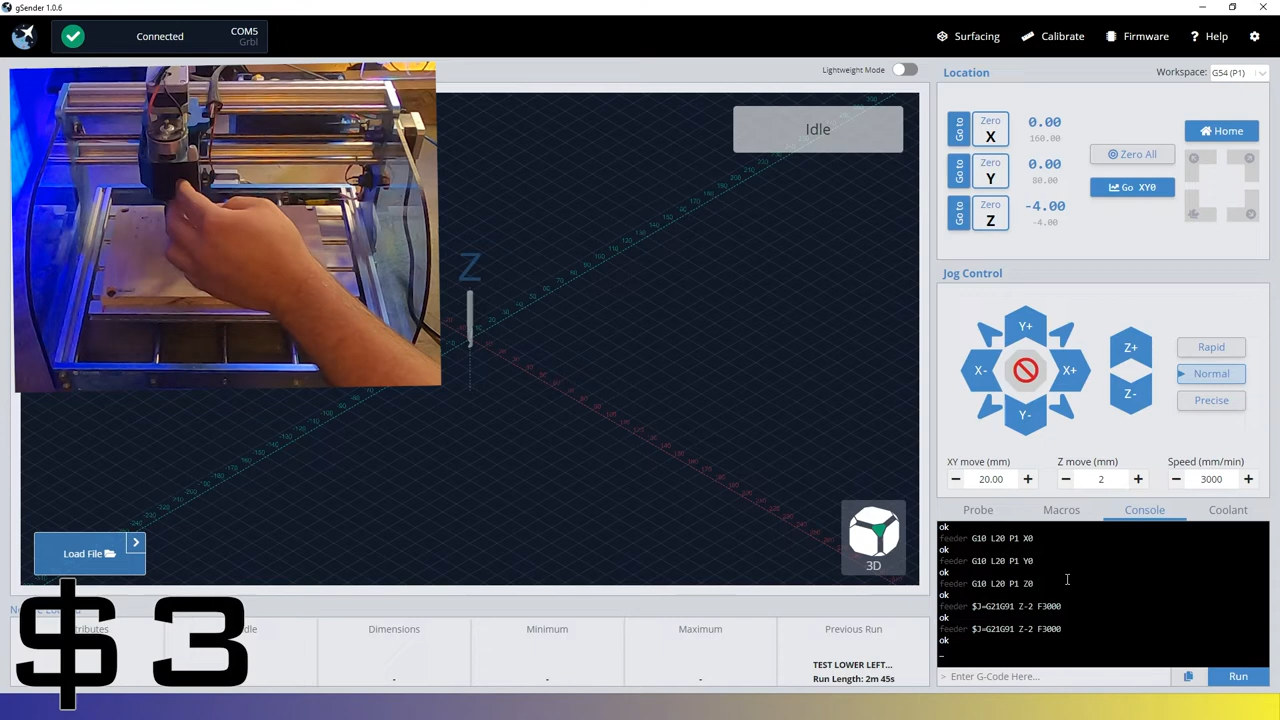 gSender 1.0.6
Connected
COM5
Grbl
Surfacing
Calibrate
Firmware
Help
Lightweight Mode
Idle
Z
Load File
3D
Location
Workspace:
G54 (P1)
Go to
Zero
X
0.00
160.00
Go to
Zero
Y
0.00
80.00
Go to
Zero
Z
-4.00
-4.00
Zero All
Go XY0
Home
Jog Control
Y+
X-
X+
Y-
Z+
Z-
Rapid
Normal
Precise
XY move (mm)
20.00
Z move (mm)
2
Speed (mm/min)
3000
Probe
Macros
Console
Coolant
ok
feeder G10 L20 P1 X0
ok
feeder G10 L20 P1 Y0
ok
feeder G10 L20 P1 Z0
ok
feeder $J=G21G91 Z-2 F3000
ok
feeder $J=G21G91 Z-2 F3000
ok
> Enter G-Code Here...
Run
Dimensions
-
Minimum
-
Maximum
-
Previous Run
TEST LOWER LEFT...
Run Length: 2m 45s
$3